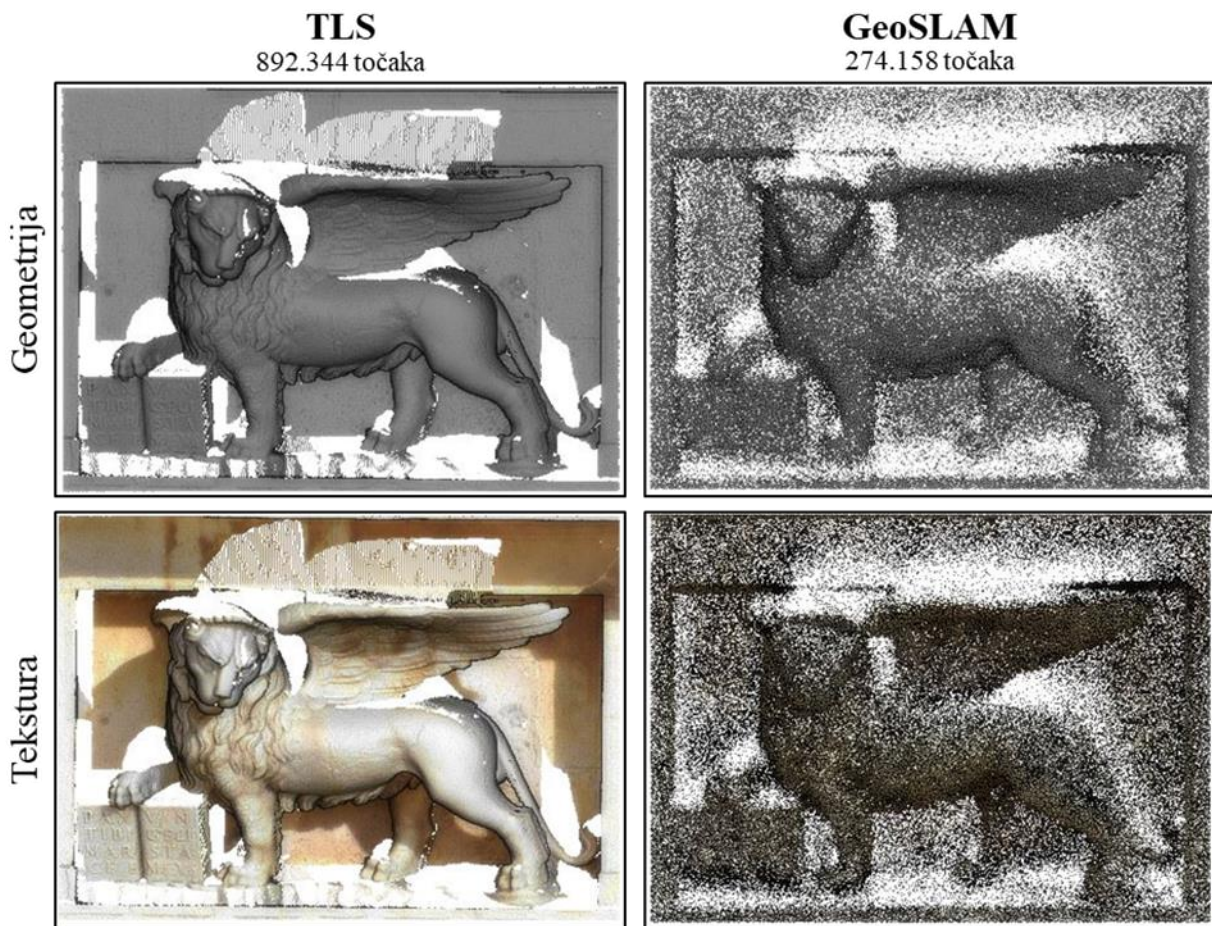 TLS
892.344 točaka
GeoSLAM
274.158 točaka
Geometrija
Tekstura